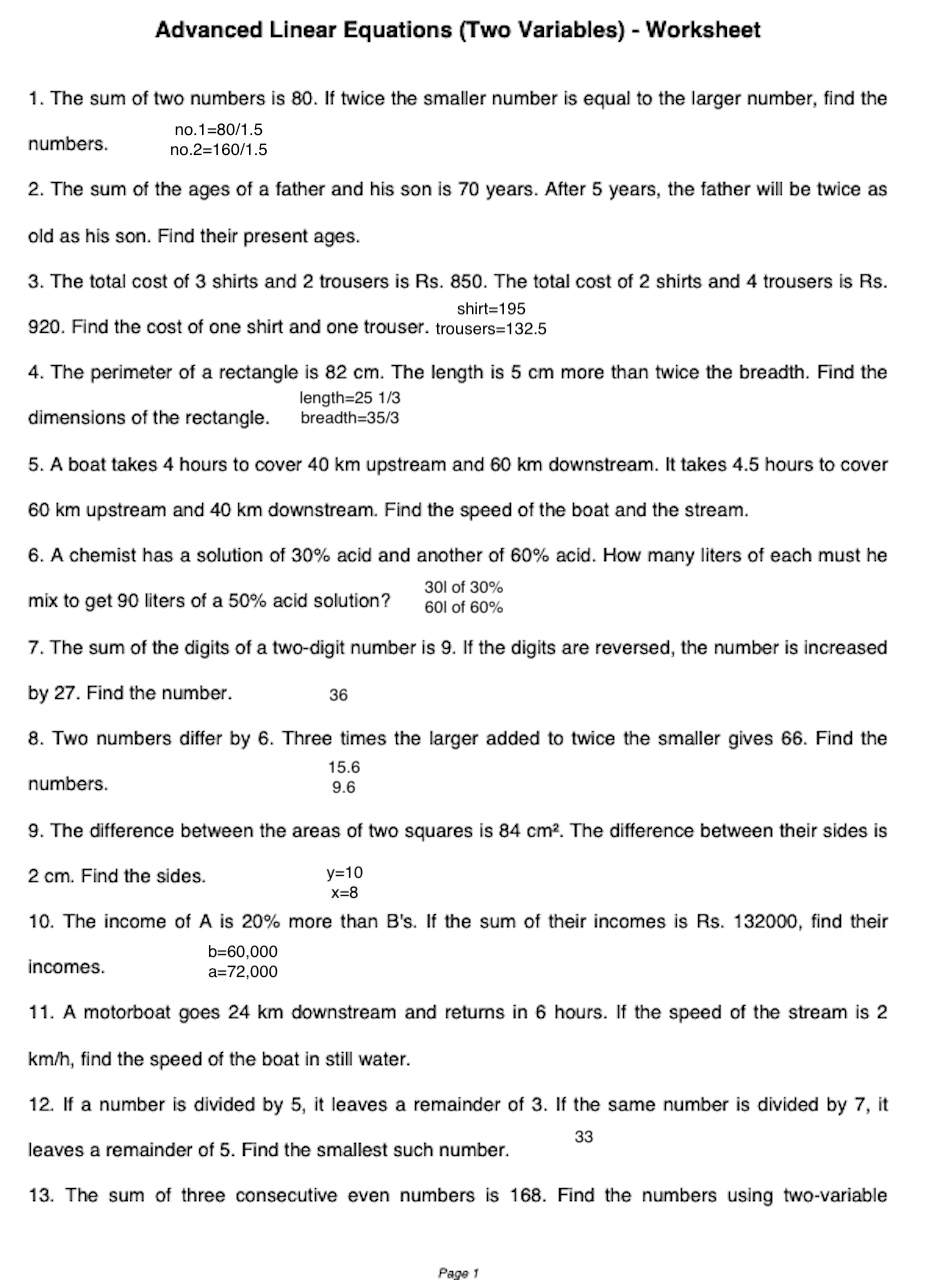 Advanced Linear Equations (Two Variables) - Worksheet
1. The sum of two numbers is 80. If twice the smaller number is equal to the larger number, find the
no.1=80/1.5
numbers.
no.2=160/1.5
2. The sum of the ages of a father and his son is 70 years. After 5 years, the father will be twice as
old as his son. Find their present ages.
3. The total cost of 3 shirts and 2 trousers is Rs. 850. The total cost of 2 shirts and 4 trousers is Rs.
shirt=195
920. Find the cost of one shirt and one trouser. trousers=132.5
4. The perimeter of a rectangle is 82 cm. The length is 5 cm more than twice the breadth. Find the
length=25 1/3
dimensions of the rectangle. breadth=35/3
5. A boat takes 4 hours to cover 40 km upstream and 60 km downstream. It takes 4.5 hours to cover
60 km upstream and 40 km downstream. Find the speed of the boat and the stream.
6. A chemist has a solution of 30% acid and another of 60% acid. How many liters of each must he
30l of 30%
mix to get 90 liters of a 50% acid solution?
60l of 60%
7. The sum of the digits of a two-digit number is 9. If the digits are reversed, the number is increased
by 27. Find the number. 36
8. Two numbers differ by 6. Three times the larger added to twice the smaller gives 66. Find the
15.6
numbers. 9.6
9. The difference between the areas of two squares is 84 cm². The difference between their sides is
2 cm. Find the sides. y=10
x=8
10. The income of A is 20% more than B's. If the sum of their incomes is Rs. 132000, find their
b=60,000
incomes. a=72,000
11. A motorboat goes 24 km downstream and returns in 6 hours. If the speed of the stream is 2
km/h, find the speed of the boat in still water.
12. If a number is divided by 5, it leaves a remainder of 3. If the same number is divided by 7, it
33
leaves a remainder of 5. Find the smallest such number.
13. The sum of three consecutive even numbers is 168. Find the numbers using two-variable
Page 1